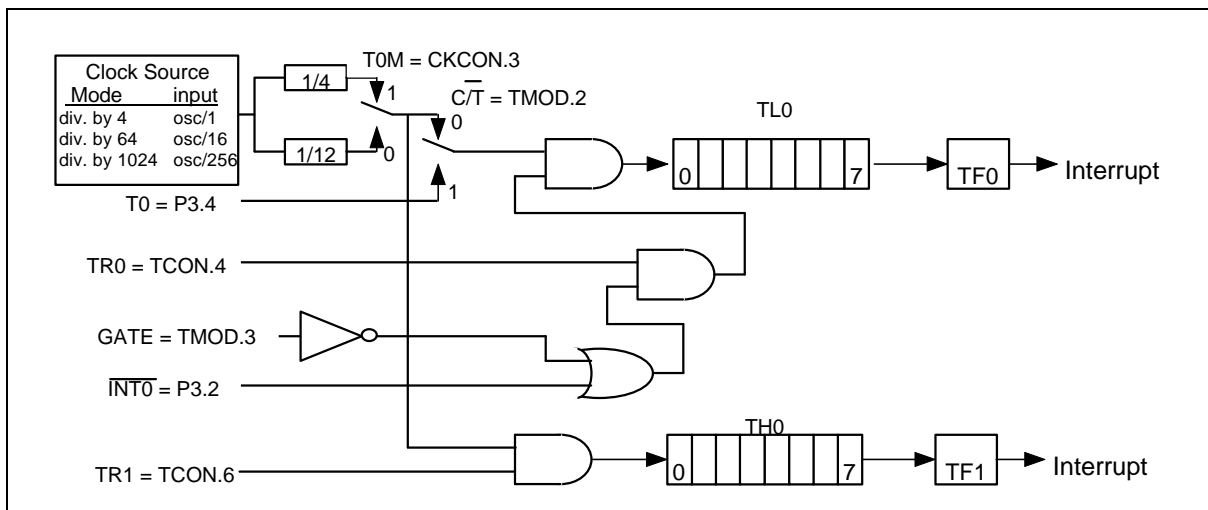 Clock Source
Mode input
div. by 4 osc/1
div. by 64 osc/16
div. by 1024 osc/256
1/4
1/12
T0M = CKCON.3
1
0
C/T = TMOD.2
0
1
T0 = P3.4
TL0
0 7
TF0
Interrupt
TR0 = TCON.4
GATE = TMOD.3
INT0 = P3.2
TR1 = TCON.6
TH0
0 7
TF1
Interrupt